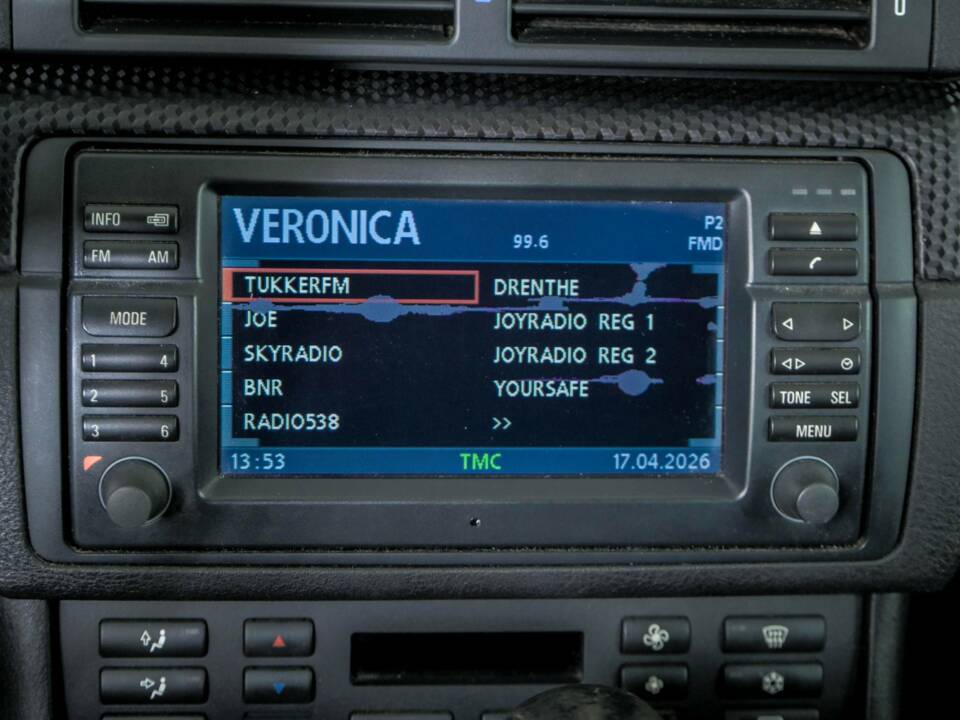 INFO
FM AM
MODE
1 4
2 5
3 6
VERONICA
99.6
P2
FMD
TUKKERFM DRENTHE
JOE JOYRADIO REG 1
SKYRADIO JOYRADIO REG 2
BNR YOURSAFE
RADIO538 >>
13:53 TMC 17.04.2026
TONE SEL
MENU